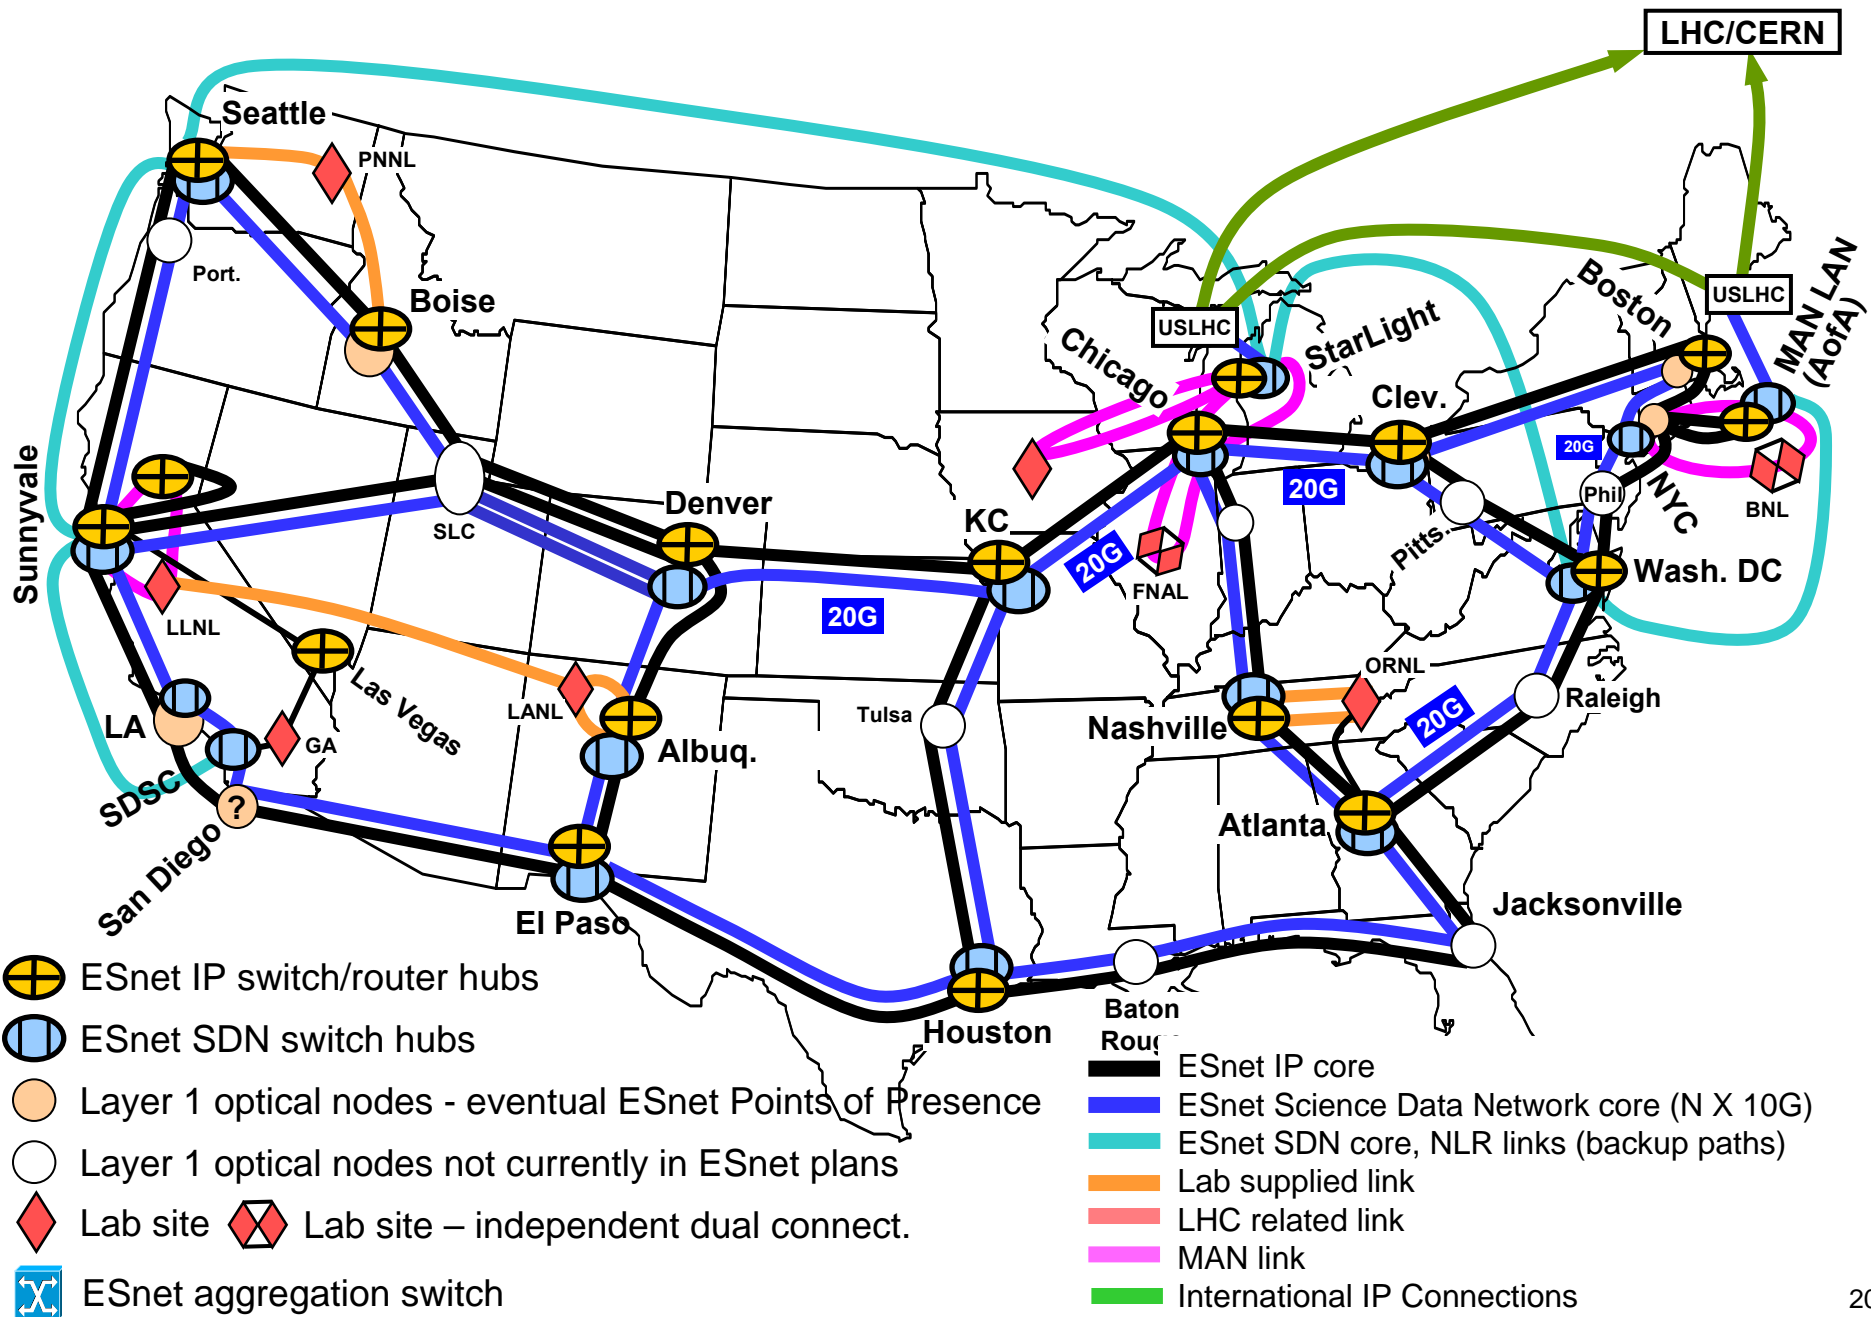 LHC/CERN
Seattle
PNNL
Port.
Boise
USLHC
USLHC
MAN LAN
(AofA)
Boston
StarLight
Chicago
Clev.
20G
20G
Sunnyvale
SLC
Denver
KC
20G
FNAL
Pitts.
Phil
NYC
BNL
Wash. DC
20G
LLNL
Las Vegas
LANL
Tulsa
ORNL
Nashville
20G
Raleigh
LA
GA
SDSC
?
San Diego
Albuq.
Atlanta
El Paso
Jacksonville
Houston
Baton
ESnet IP switch/router hubs
ESnet SDN switch hubs
Layer 1 optical nodes - eventual ESnet Points of Presence
Layer 1 optical nodes not currently in ESnet plans
Lab site
Lab site – independent dual connect.
ESnet aggregation switch
ESnet IP core
ESnet Science Data Network core (N X 10G)
ESnet SDN core, NLR links (backup paths)
Lab supplied link
LHC related link
MAN link
International IP Connections
20